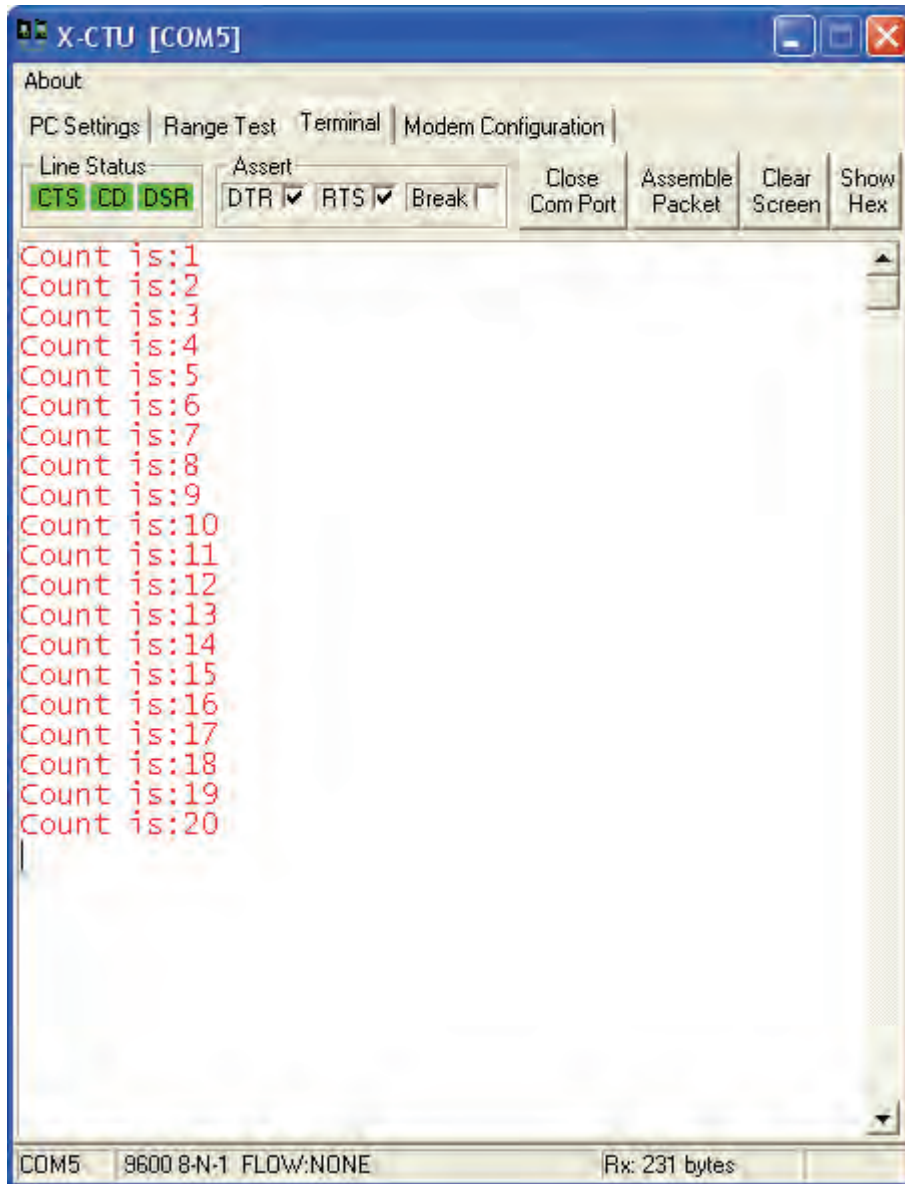 X-CTU [COM5]
About
PC Settings Range Test Terminal Modem Configuration
Line Status Assert
CTS CD DSR DTR RTS Break Close Com Port Assemble Packet Clear Screen Show Hex
Count is:1
Count is:2
Count is:3
Count is:4
Count is:5
Count is:6
Count is:7
Count is:8
Count is:9
Count is:10
Count is:11
Count is:12
Count is:13
Count is:14
Count is:15
Count is:16
Count is:17
Count is:18
Count is:19
Count is:20
COM5 9600 8-N-1 FLOW:NONE Rx: 231 bytes